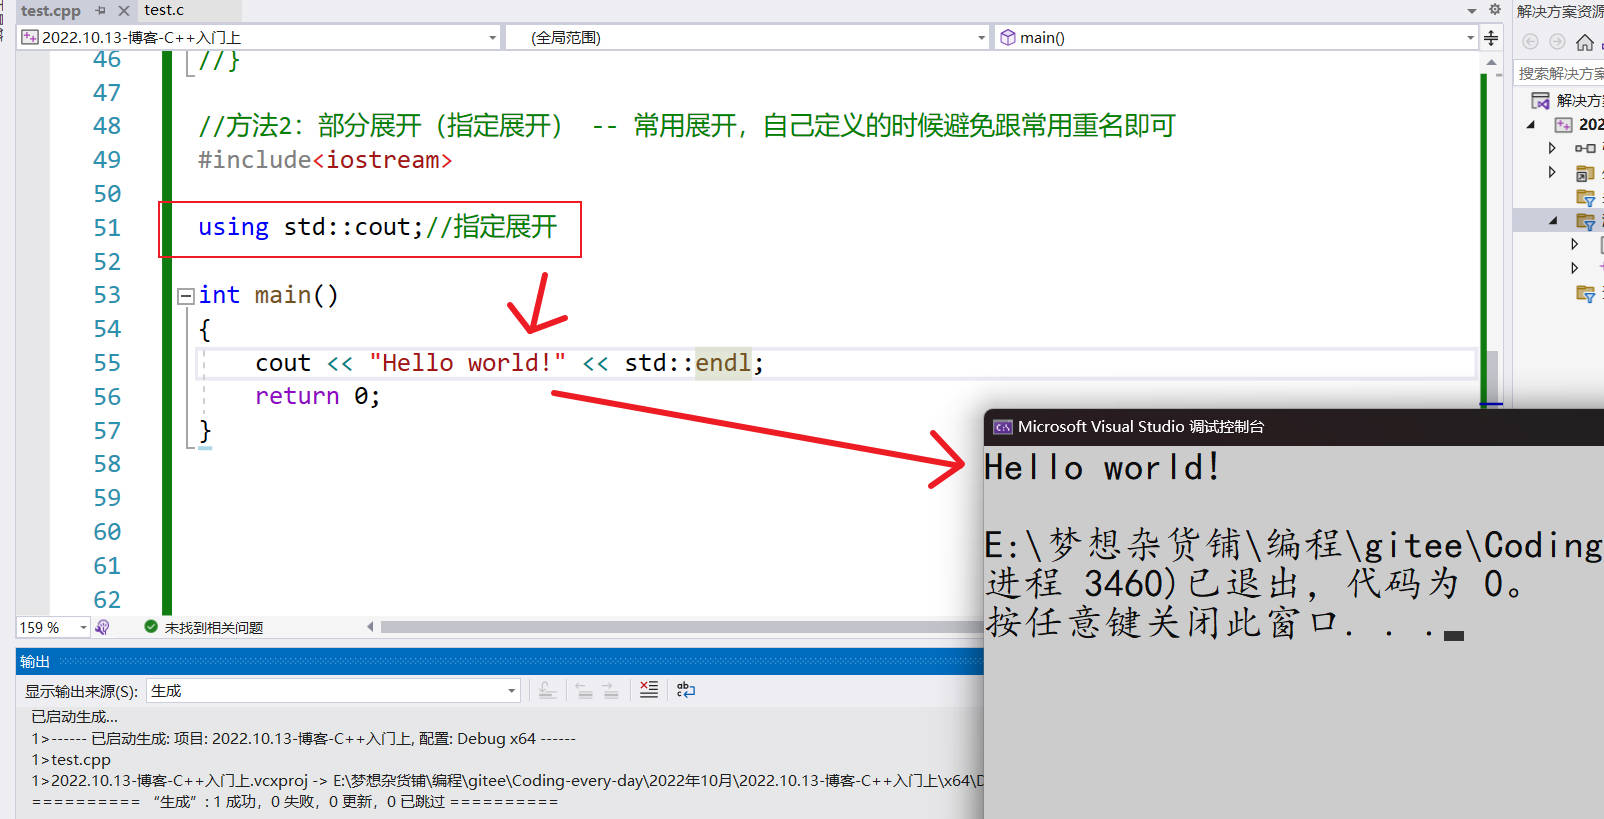 test.cpp test.c
解决方案资源
2022.10.13-博客-C++入门上 (全局范围) main()
搜索解决方案
解决方案
202
46 //}
47
48 //方法2：部分展开（指定展开） -- 常用展开，自己定义的时候避免跟常用重名即可
49 #include<iostream>
50
51 using std::cout;//指定展开
52
53 int main()
54 {
55 cout << "Hello world!" << std::endl;
56 return 0;
57 }
58
59
60
61
62
159 % 未找到相关问题
Microsoft Visual Studio 调试控制台
Hello world!
E:\梦想杂货铺\编程\gitee\Coding
进程 3460)已退出，代码为 0。
按任意键关闭此窗口. . .
输出
显示输出来源(S): 生成
已启动生成...
1>------ 已启动生成: 项目: 2022.10.13-博客-C++入门上, 配置: Debug x64 ------
1>test.cpp
1>2022.10.13-博客-C++入门上.vcxproj -> E:\梦想杂货铺\编程\gitee\Coding-every-day\2022年10月\2022.10.13-博客-C++入门上\x64\D
========== “生成”: 1 成功，0 失败，0 更新，0 已跳过 ==========